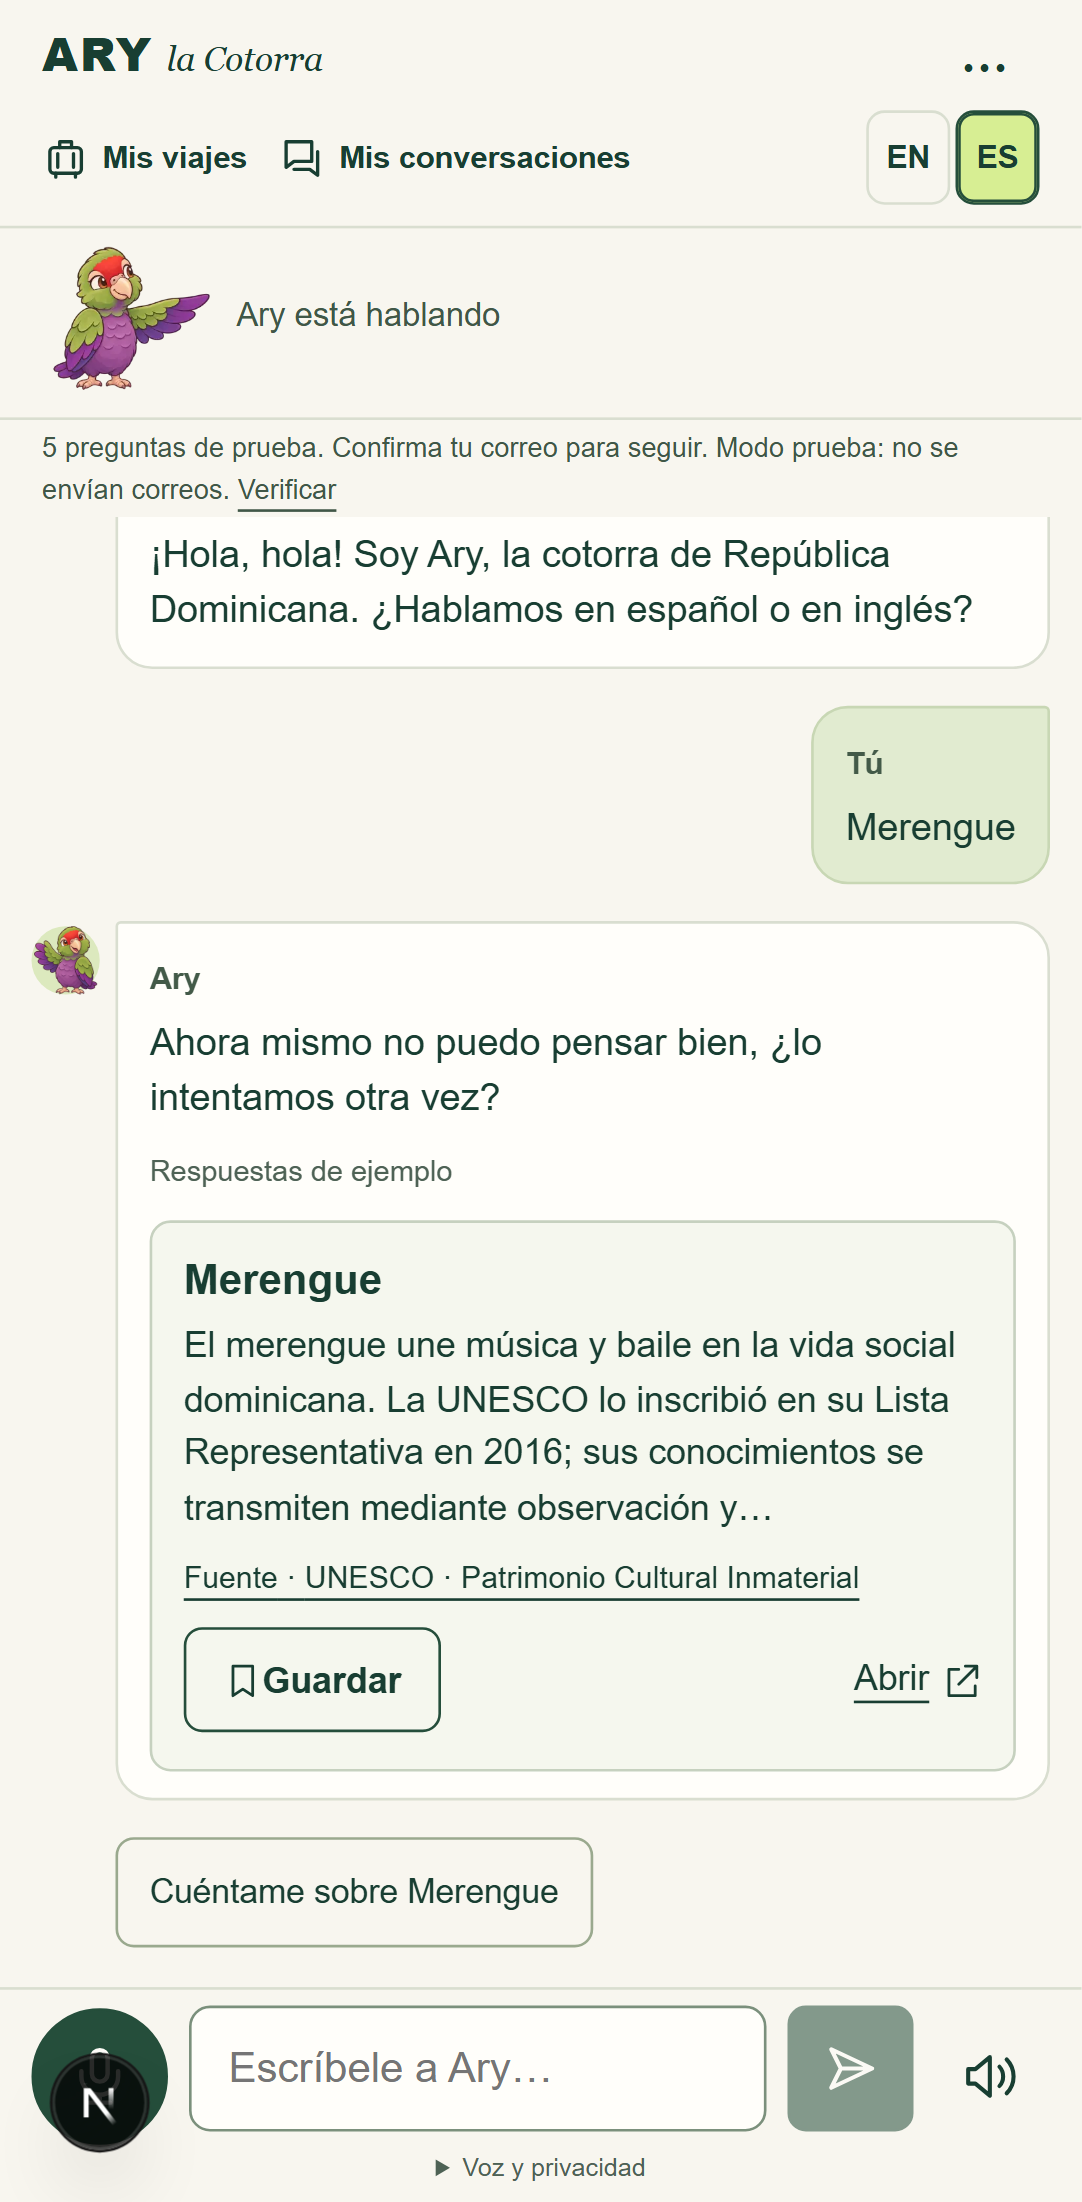 ARY la Cotorra
...
Mis viajes
Mis conversaciones
EN
ES
Ary está hablando
5 preguntas de prueba. Confirma tu correo para seguir. Modo prueba: no se
envían correos. Verificar
¡Hola, hola! Soy Ary, la cotorra de República
Dominicana. ¿Hablamos en español o en inglés?
Tú
Merengue
Ary
Ahora mismo no puedo pensar bien, ¿lo
intentamos otra vez?
Respuestas de ejemplo
Merengue
El merengue une música y baile en la vida social
dominicana. La UNESCO lo inscribió en su Lista
Representativa en 2016; sus conocimientos se
transmiten mediante observación y…
Fuente · UNESCO · Patrimonio Cultural Inmaterial
Guardar
Abrir
Cuéntame sobre Merengue
N
Escríbele a Ary…
Voz y privacidad